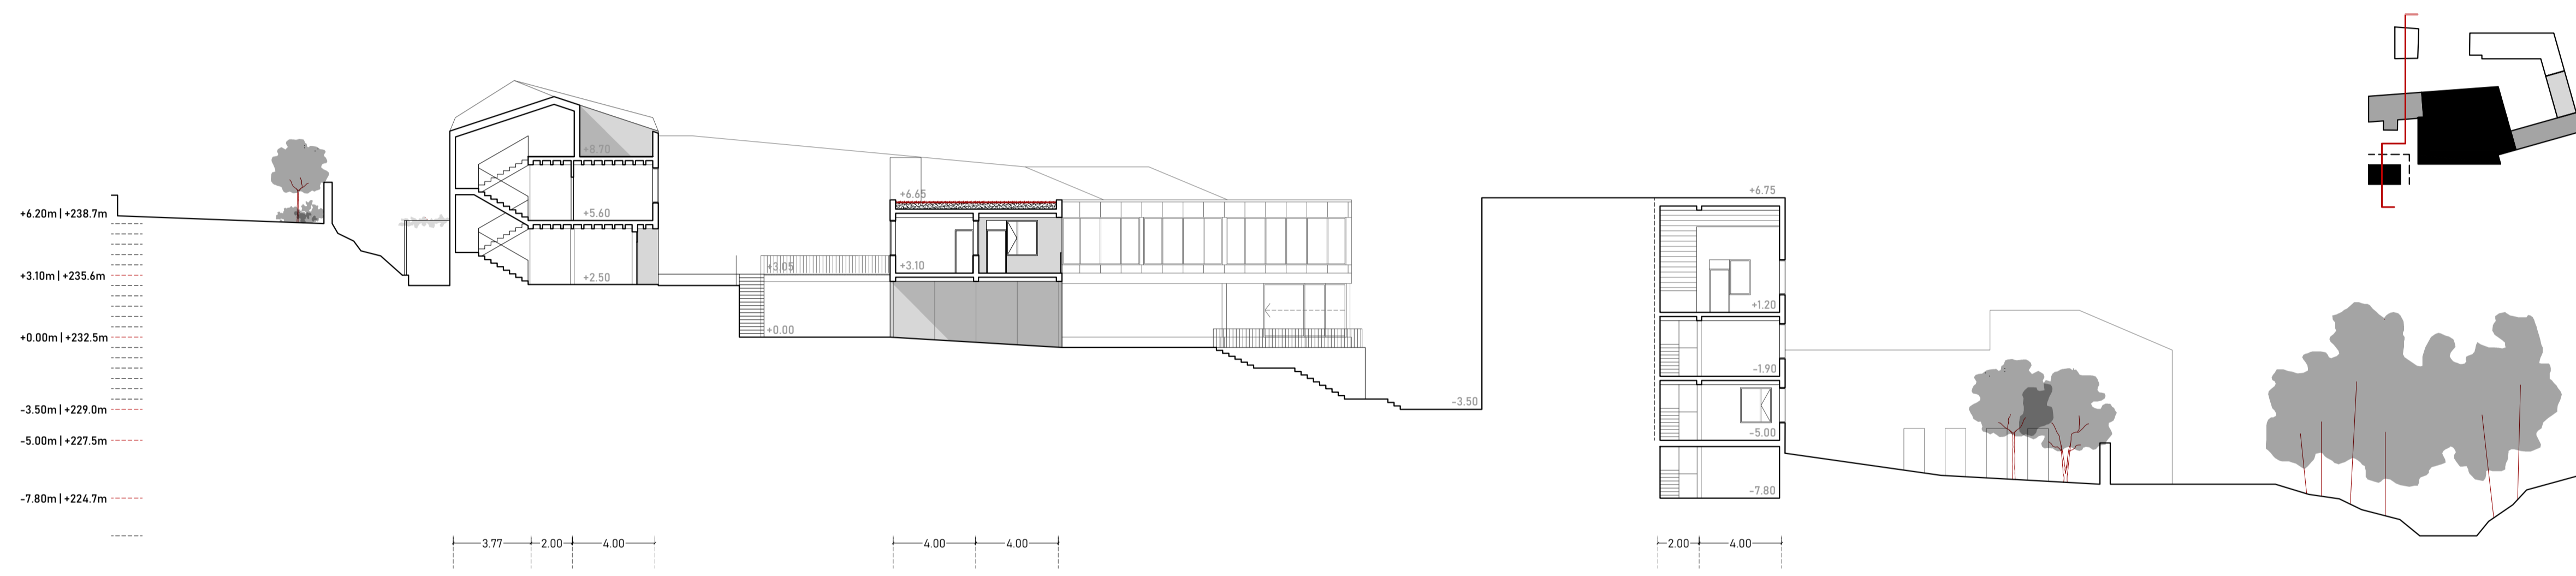 +6.20m | +238.7m
+3.10m | +235.6m
+0.00m | +232.5m
-3.50m | +229.0m
-5.00m | +227.5m
-7.80m | +224.7m
+8.70
+5.60
+2.50
+3.05
+0.00
+6.65
+3.10
-3.50
+6.75
+1.20
-1.90
-5.00
-7.80
3.77 2.00 4.00
4.00 4.00
2.00 4.00